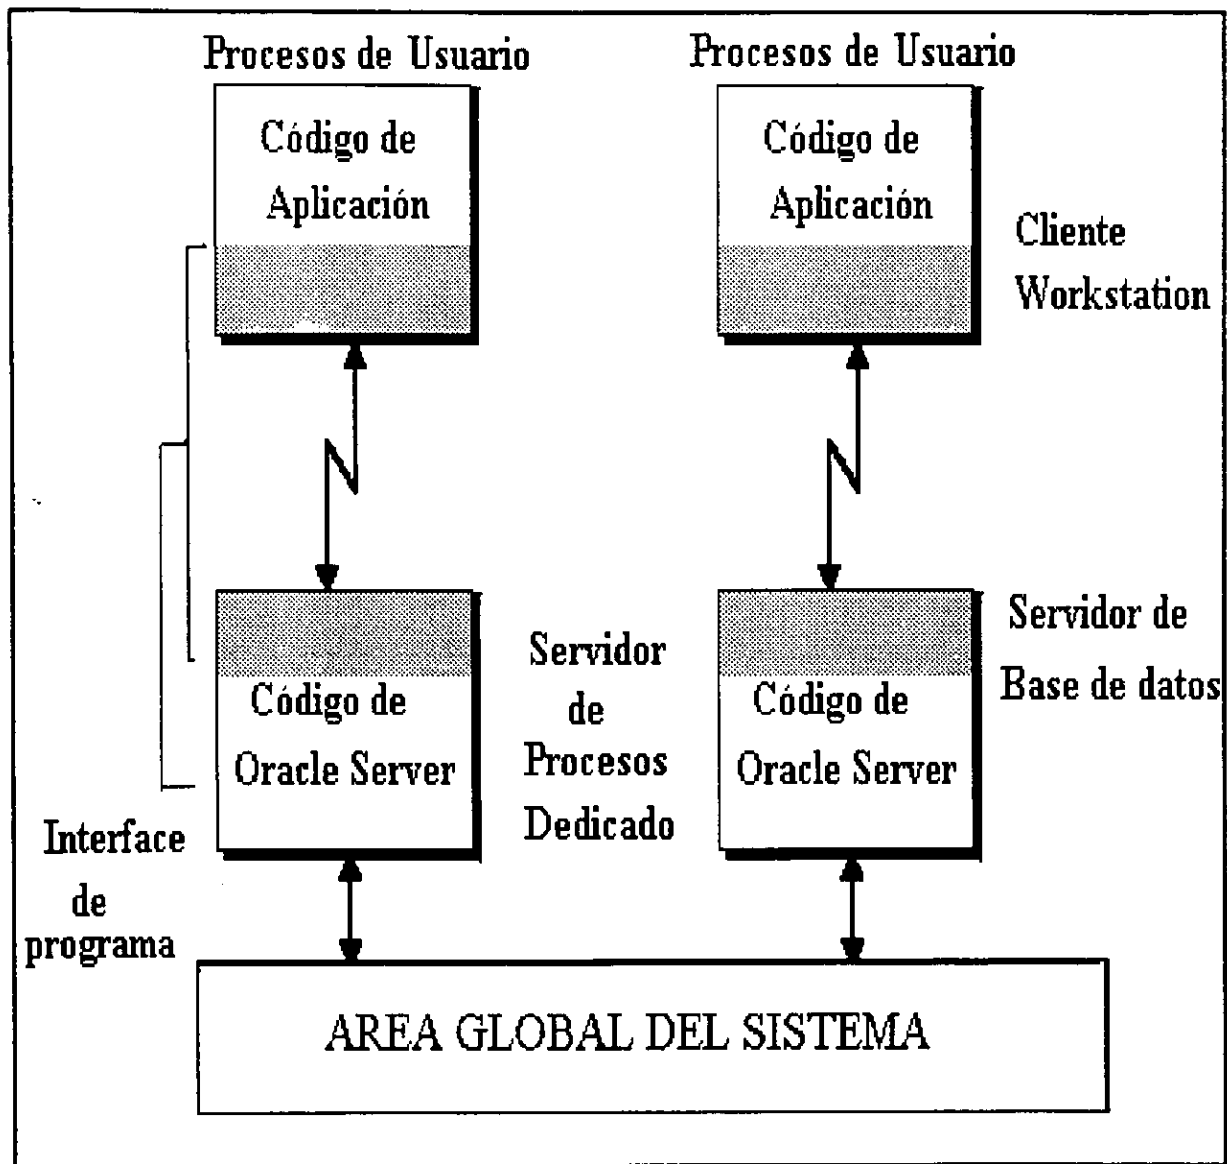 Procesos de Usuario
Procesos de Usuario
Código de
Aplicación
Código de
Aplicación
Cliente
Workstation
Código de
Oracle Server
Servidor
de
Procesos
Dedicado
Código de
Oracle Server
Servidor de
Base de datos
Interface
de
programa
AREA GLOBAL DEL SISTEMA